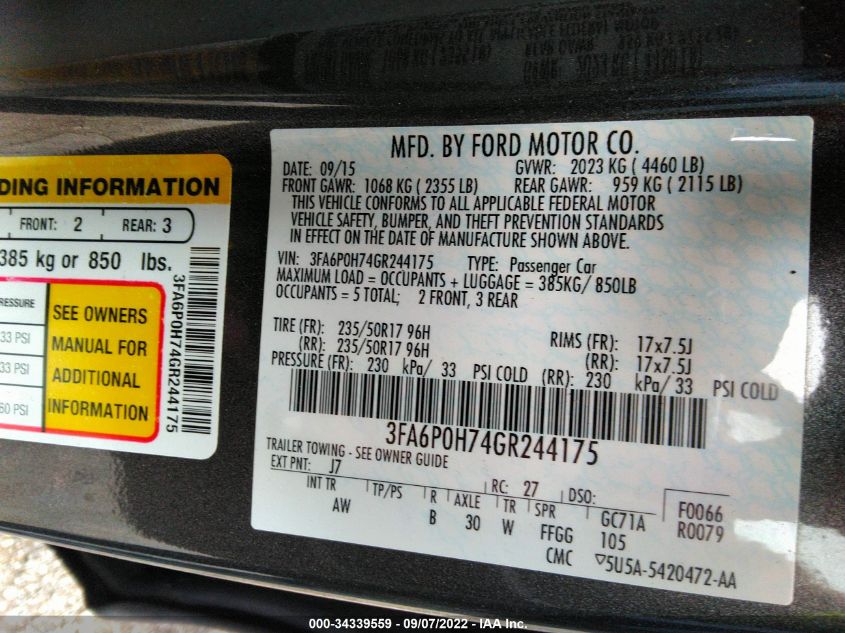 MFD. BY FORD MOTOR CO.
DATE: 09/15 GVWR: 2023 KG ( 4460 LB)
FRONT GAWR: 1068 KG ( 2355 LB) REAR GAWR: 959 KG ( 2115 LB)
THIS VEHICLE CONFORMS TO ALL APPLICABLE FEDERAL MOTOR
VEHICLE SAFETY, BUMPER, AND THEFT PREVENTION STANDARDS
IN EFFECT ON THE DATE OF MANUFACTURE SHOWN ABOVE.
VIN: 3FA6P0H74GR244175 TYPE: Passenger Car
MAXIMUM LOAD = OCCUPANTS + LUGGAGE = 385KG/ 850LB
OCCUPANTS = 5 TOTAL; 2 FRONT, 3 REAR
TIRE (FR): 235/50R17 96H RIMS (FR): 17x7.5J
(RR): 235/50R17 96H (RR): 17x7.5J
PRESSURE (FR): 230 kPa/ 33 PSI COLD (RR): 230 kPa/ 33 PSI COLD
3FA6P0H74GR244175
TRAILER TOWING - SEE OWNER GUIDE
EXT PNT: J7 RC: 27 DSO: F0066
INT TR TP/PS R AXLE TR SPR GC71A R0079
AW B 30 W FFGG 105
CMC 5U5A-5420472-AA
DING INFORMATION
FRONT: 2 REAR: 3
385 kg or 850 lbs.
RESSURE
33 PSI
33 PSI
60 PSI
SEE OWNERS
MANUAL FOR
ADDITIONAL
INFORMATION
3FA6P0H74GR244175
000-34339559 - 09/07/2022 - © IAA Inc.